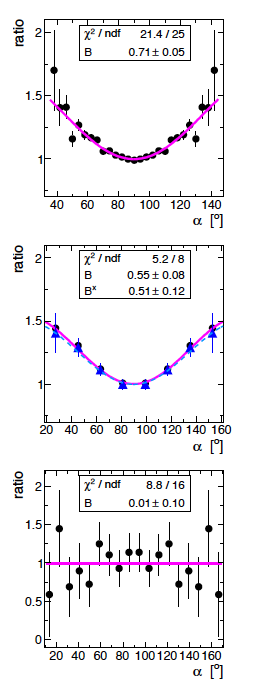 ratio
χ² / ndf 21.4 / 25
B 0.71 ± 0.05
2
1.5
1
40 60 80 100 120 140
α [°]
ratio
χ² / ndf 5.2 / 8
B 0.55 ± 0.08
Bˣ 0.51 ± 0.12
2
1.5
1
20 40 60 80 100 120 140 160
α [°]
ratio
χ² / ndf 8.8 / 16
B 0.01 ± 0.10
2
1.5
1
0.5
0
20 40 60 80 100 120 140 160
α [°]